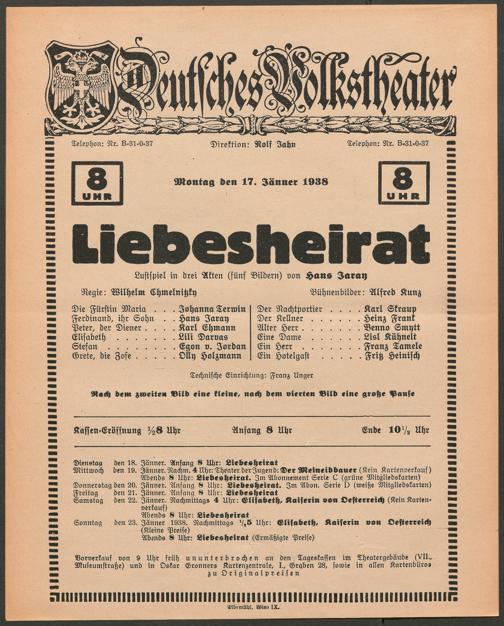 Deutsches Volkstheater
Telephon: Nr. B-31-0-37 Direktion: Rolf Jahn Telephon: Nr. B-31-0-37
8 UHR Montag den 17. Jänner 1938 8 UHR
Liebesheirat
Lustspiel in drei Akten (fünf Bildern) von Hans Jaray
Regie: Wilhelm Chmelnitzky Bühnenbilder: Alfred Kunz
Die Fürstin Maria . . . . Johanna Terwin
Ferdinand, ihr Sohn . . Hans Jaray
Peter, der Diener . . . . Karl Ehmann
Elisabeth . . . . . . Lili Darvas
Stefan . . . . . . Egon v. Jordan
Grete, die Zofe . . . . Olly Holzmann
Der Nachtportier . . . . Karl Skraup
Der Kellner . . . . . Heinz Frank
Alter Herr . . . . . Benno Smytt
Eine Dame . . . . . Lisl Kühnelt
Ein Herr . . . . . . Franz Tamele
Ein Hotelgast . . . . . Fritz Heinisch
Technische Einrichtung: Franz Unger
Nach dem zweiten Bild eine kleine, nach dem vierten Bild eine große Pause
Kassen-Eröffnung ½8 Uhr Anfang 8 Uhr Ende 10¼ Uhr
Dienstag den 18. Jänner. Anfang 8 Uhr: Liebesheirat
Mittwoch den 19. Jänner. Nachm. 4 Uhr: Theater der Jugend: Der Meineidbauer (Kein Kartenverkauf)
Abends 8 Uhr: Liebesheirat. Im Abonnement Serie C (grüne Mitgliedskarten)
Donnerstag den 20. Jänner. Anfang 8 Uhr: Liebesheirat. Im Abon. Serie D (weiße Mitgliedskarten)
Freitag den 21. Jänner. Anfang 8 Uhr: Liebesheirat
Samstag den 22. Jänner. Nachmittags 4 Uhr: Elisabeth, Kaiserin von Oesterreich (Kein Karten-
verkauf)
Abends 8 Uhr: Liebesheirat
Sonntag den 23. Jänner 1938. Nachmittags ¼5 Uhr: Elisabeth, Kaiserin von Oesterreich
(Kleine Preise)
Abends 8 Uhr: Liebesheirat (Ermäßigte Preise)
Vorverkauf von 9 Uhr früh ununterbrochen an den Tageskassen im Theatergebäude (VII.,
Museumstraße) und in Oskar Gronners Kartenzentrale, I., Graben 28, sowie in allen Kartenbüros
zu Originalpreisen
Elbemühl, Wien IX.